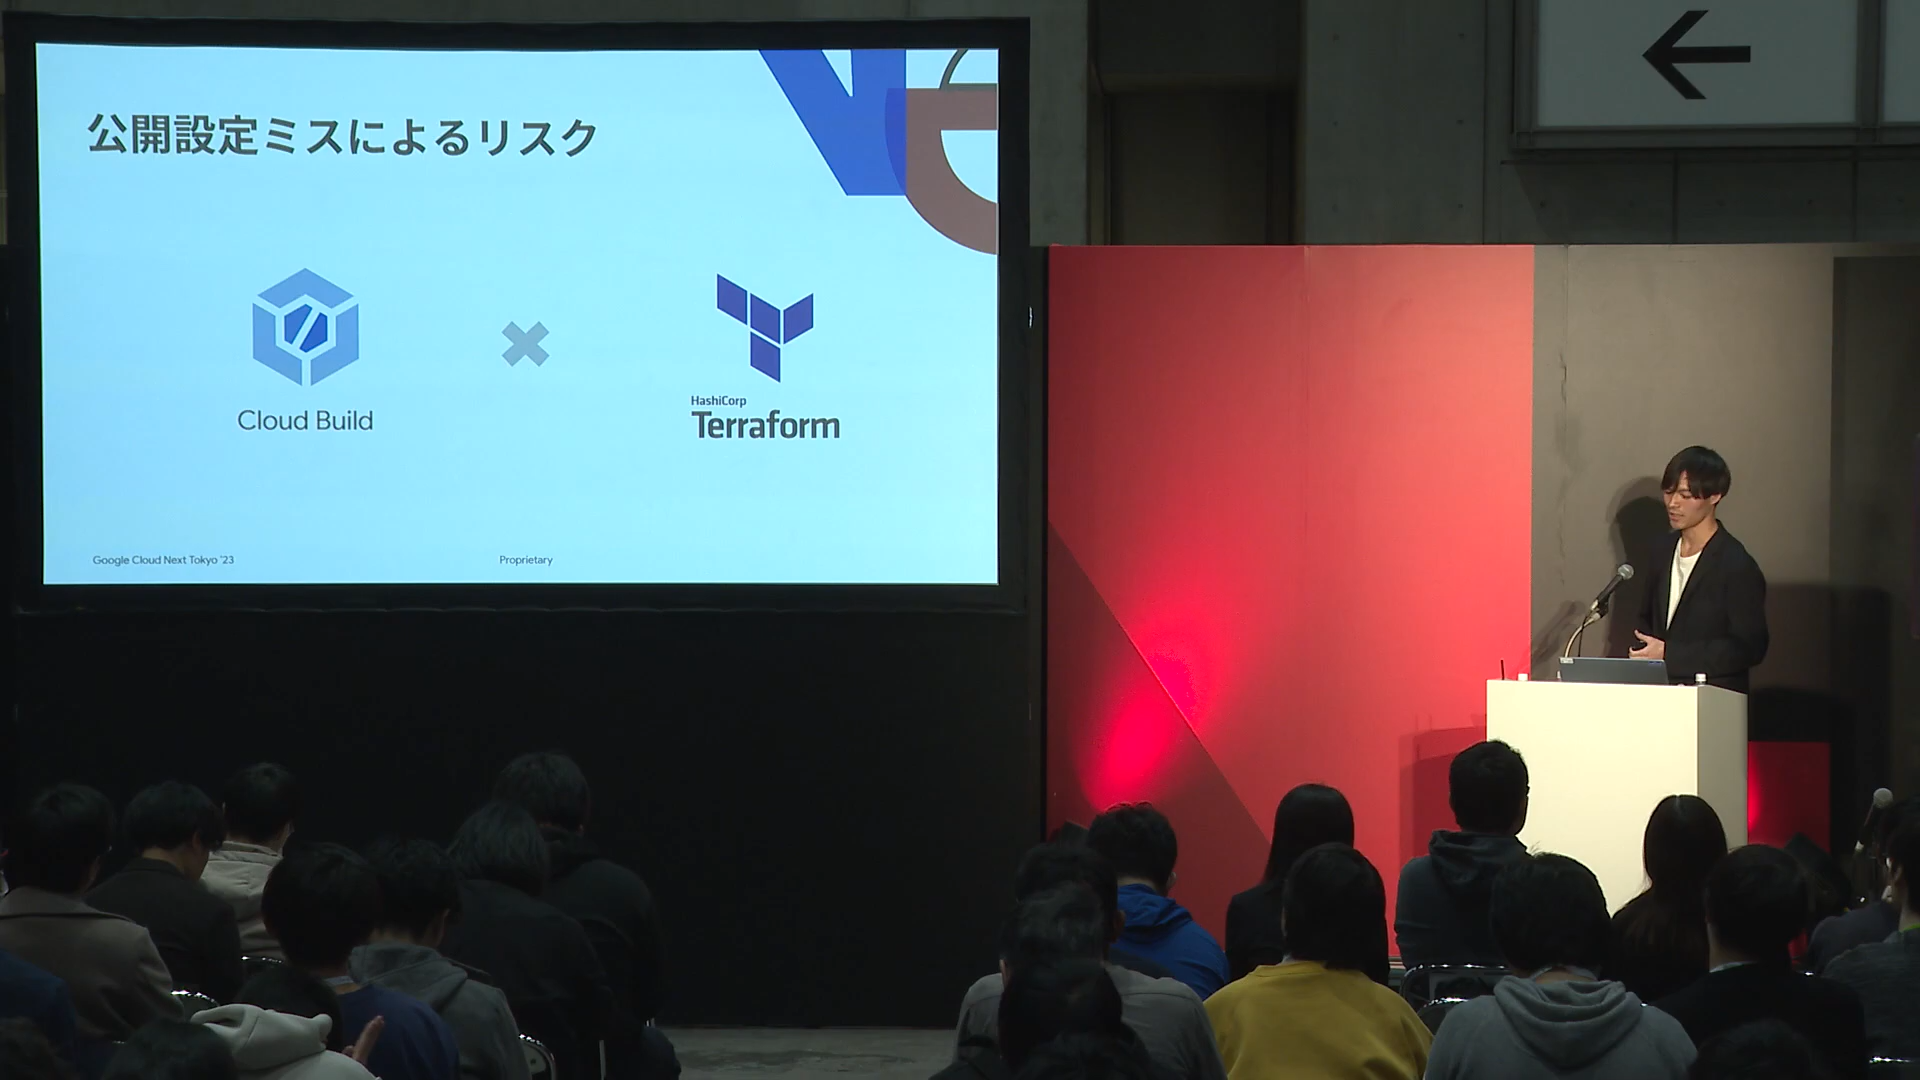 公開設定ミスによるリスク
Cloud Build
HashiCorp
Terraform
Google Cloud Next Tokyo '23
Proprietary